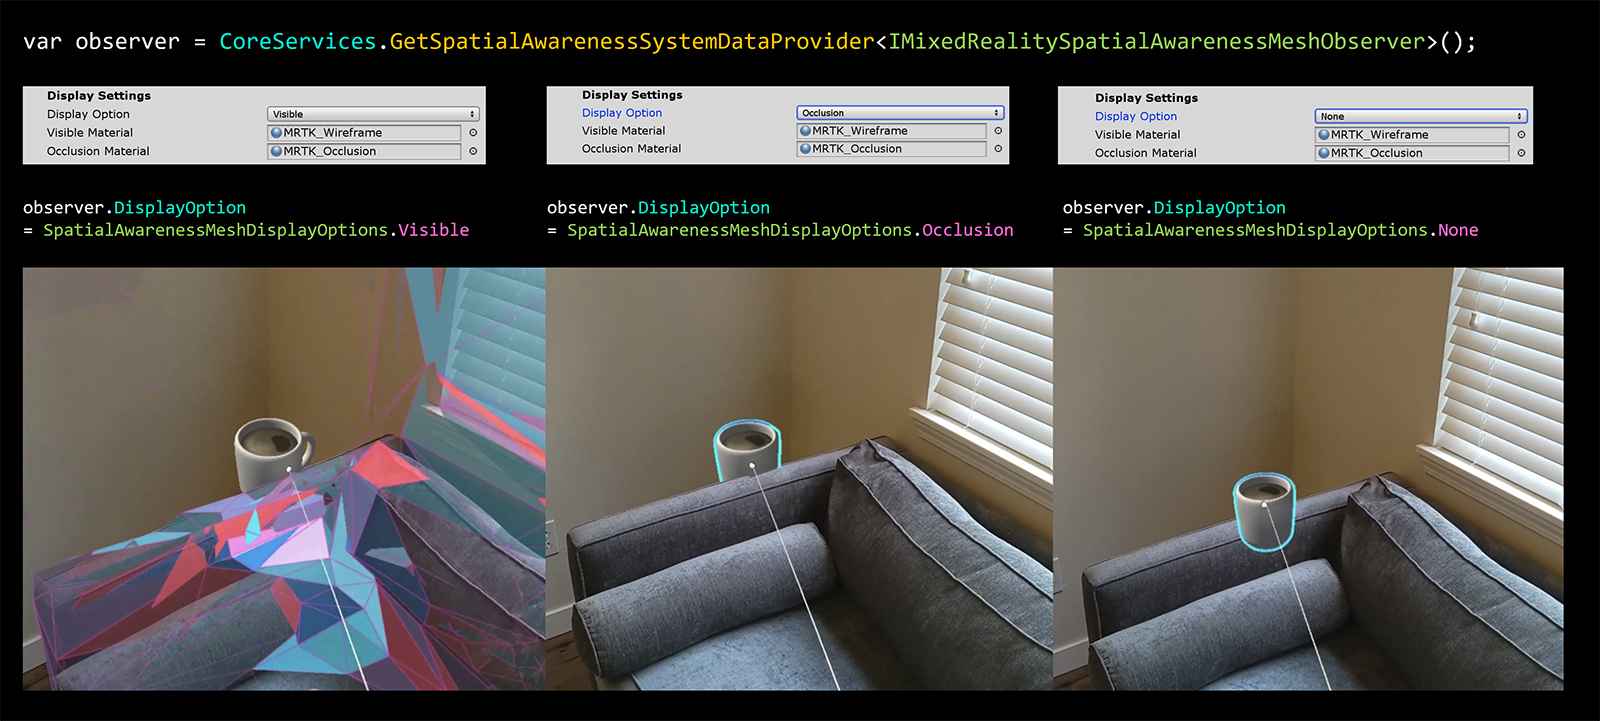 var observer = CoreServices.GetSpatialAwarenessSystemDataProvider<IMixedRealitySpatialAwarenessMeshObserver>();
Display Settings
Display Option Visible
Visible Material MRTK_Wireframe
Occlusion Material MRTK_Occlusion
observer.DisplayOption
= SpatialAwarenessMeshDisplayOptions.Visible
Display Settings
Display Option Occlusion
Visible Material MRTK_Wireframe
Occlusion Material MRTK_Occlusion
observer.DisplayOption
= SpatialAwarenessMeshDisplayOptions.Occlusion
Display Settings
Display Option None
Visible Material MRTK_Wireframe
Occlusion Material MRTK_Occlusion
observer.DisplayOption
= SpatialAwarenessMeshDisplayOptions.None